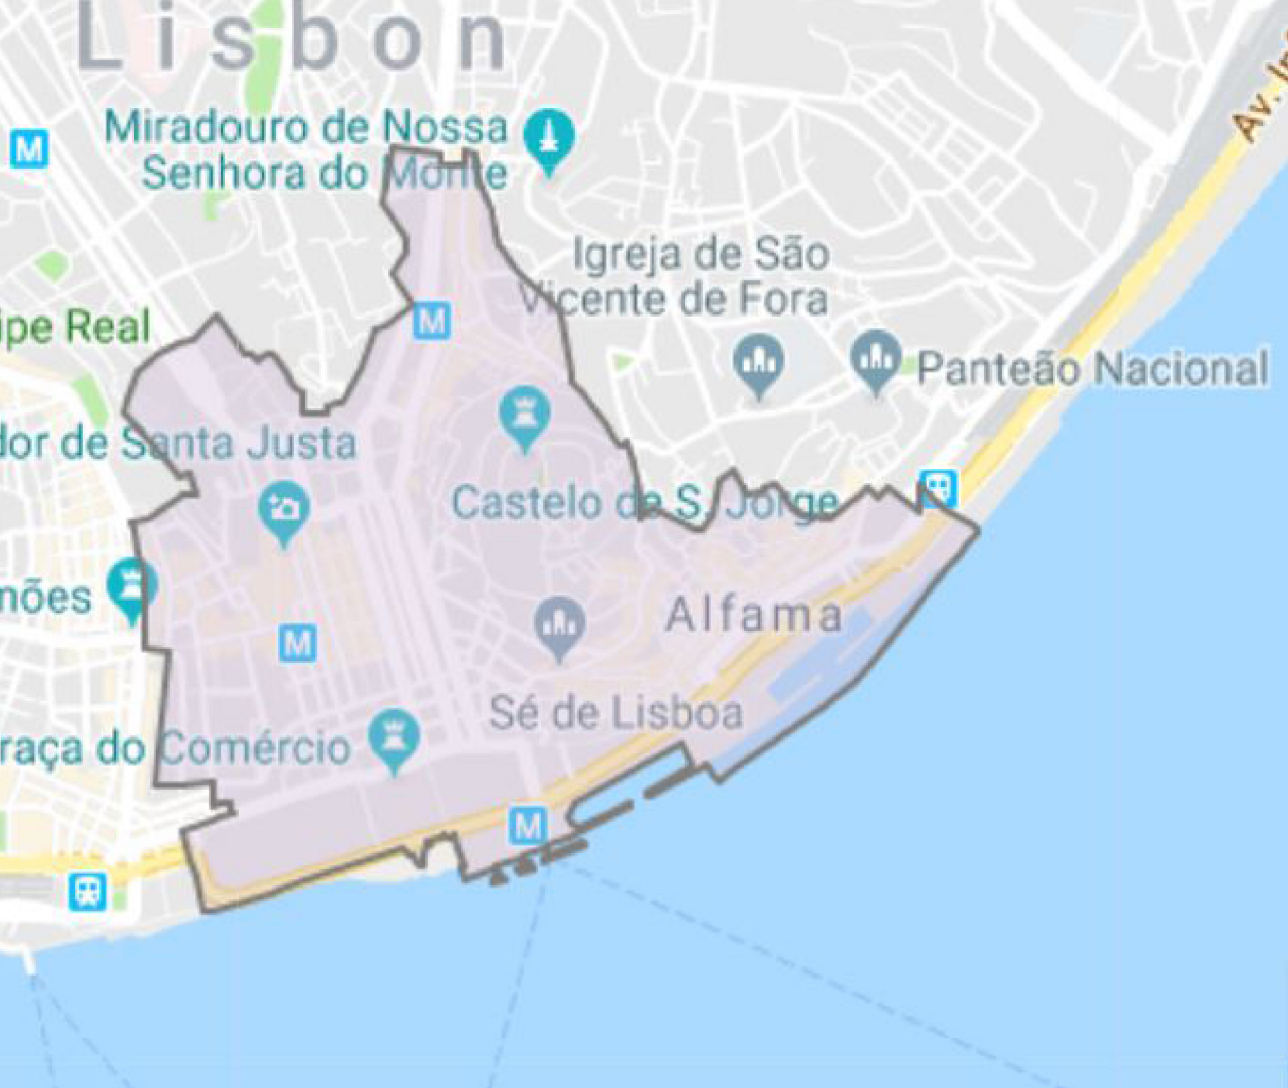 Lisbon
M
Miradouro de Nossa
Senhora do Monte
Av. In
Igreja de São
Vicente de Fora
ipe Real
M
Panteão Nacional
dor de Santa Justa
Castelo de S. Jorge
mões
Alfama
M
Sé de Lisboa
raça do Comércio
M